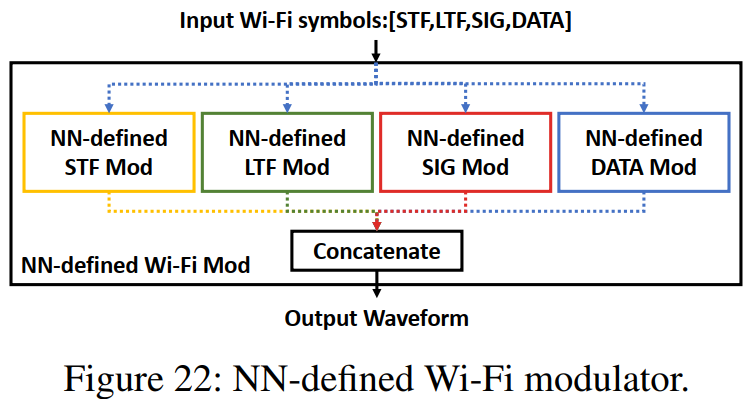 Input Wi-Fi symbols:[STF,LTF,SIG,DATA]
NN-defined
STF Mod
NN-defined
LTF Mod
NN-defined
SIG Mod
NN-defined
DATA Mod
Concatenate
NN-defined Wi-Fi Mod
Output Waveform
Figure 22: NN-defined Wi-Fi modulator.